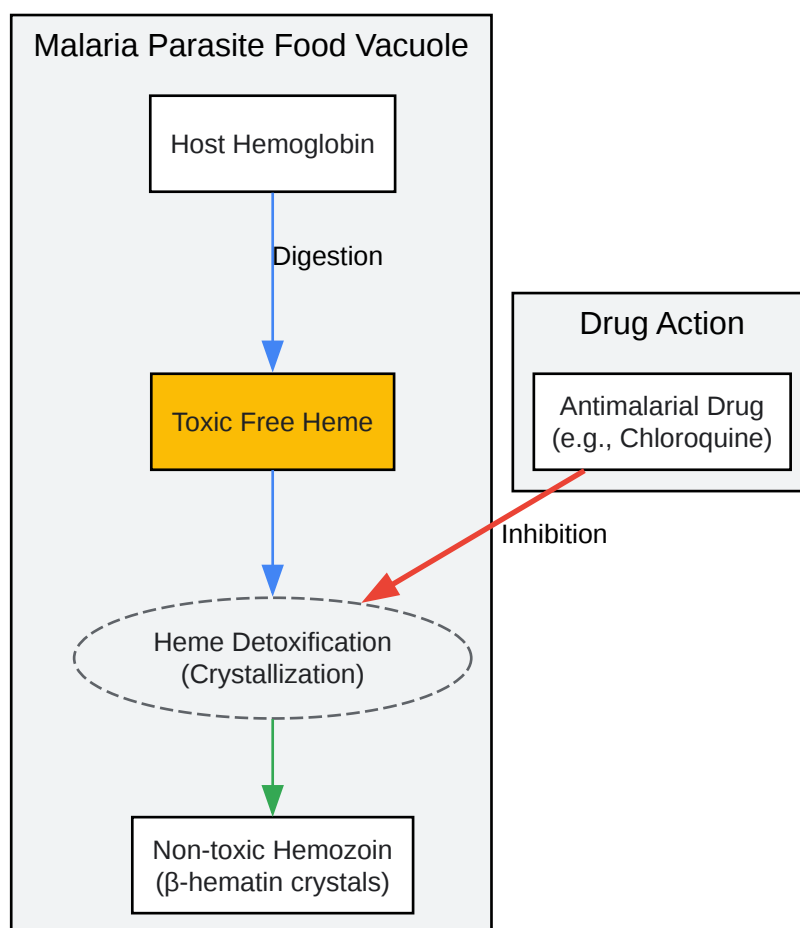 Malaria Parasite Food Vacuole
Host Hemoglobin
Digestion
Toxic Free Heme
Drug Action
Antimalarial Drug
(e.g., Chloroquine)
Inhibition
Heme Detoxification
(Crystallization)
Non-toxic Hemozoin
(β-hematin crystals)